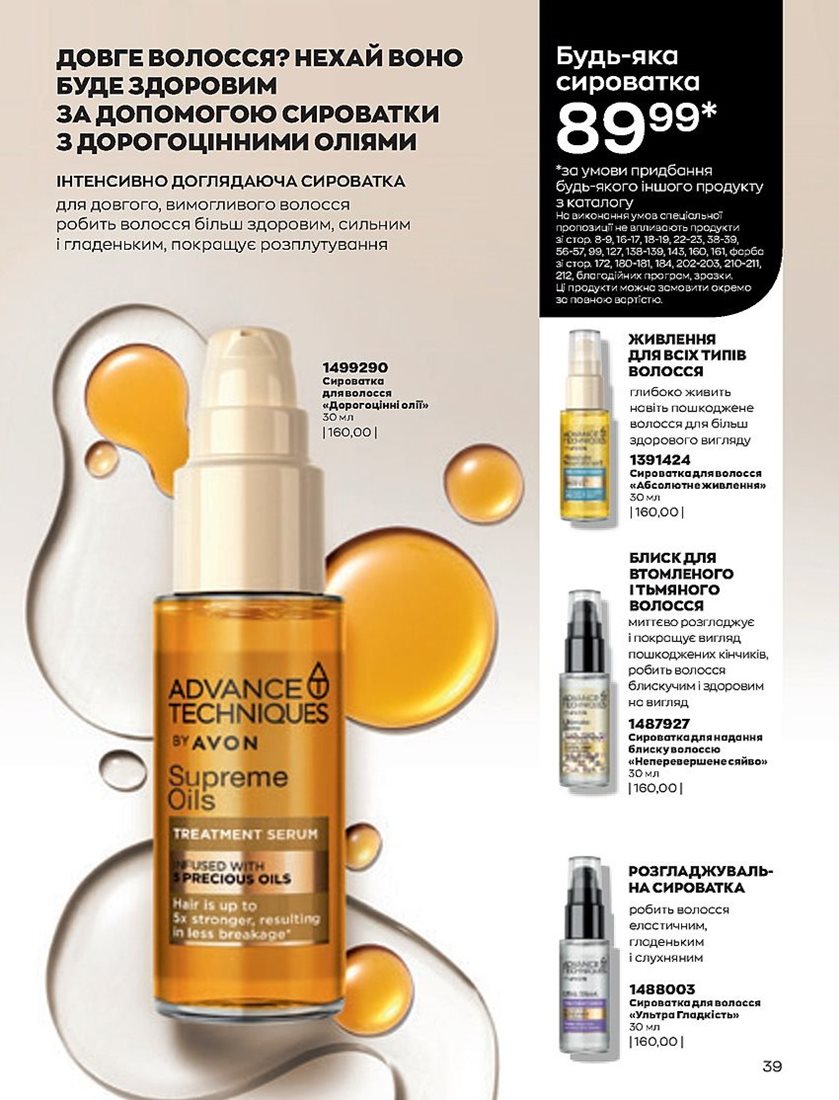 ДОВГЕ ВОЛОССЯ? НЕХАЙ ВОНО
БУДЕ ЗДОРОВИМ
ЗА ДОПОМОГОЮ СИРОВАТКИ
З ДОРОГОЦІННИМИ ОЛІЯМИ
ІНТЕНСИВНО ДОГЛЯДАЮЧА СИРОВАТКА
для довгого, вимогливого волосся
робить волосся більш здоровим, сильним
і гладеньким, покращує розплутування
Будь-яка
сироватка
89⁹⁹*
*за умови придбання
будь-якого іншого продукту
з каталогу
На виконання умов спеціальної
пропозиції не впливають продукти
зі стор. 8-9, 16-17, 18-19, 22-23, 38-39,
56-57, 99, 127, 138-139, 143, 160, 161, фарба
зі стор. 172, 180-181, 184, 202-203, 210-211,
212, благодійних програм, зразки.
Ці продукти можна замовити окремо
за повною вартістю.
1499290
Сироватка
для волосся
«Дорогоцінні олії»
30 мл
|160,00|
ADVANCE
TECHNIQUES
BY AVON
Supreme
Oils
TREATMENT SERUM
INFUSED WITH
5 PRECIOUS OILS
Hair is up to
5x stronger, resulting
in less breakage*
ЖИВЛЕННЯ
ДЛЯ ВСІХ ТИПІВ
ВОЛОССЯ
глибоко живить
навіть пошкоджене
волосся для більш
здорового вигляду
1391424
Сироватка для волосся
«Абсолютне живлення»
30 мл
|160,00|
ADVANCE
TECHNIQUES
БЛИСК ДЛЯ
ВТОМЛЕНОГО
І ТЬМЯНОГО
ВОЛОССЯ
миттєво розгладжує
і покращує вигляд
пошкоджених кінчиків,
робить волосся
блискучим і здоровим
на вигляд
1487927
Сироватка для надання
блиску волоссю
«Неперевершене сяйво»
30 мл
|160,00|
ADVANCE
TECHNIQUES
РОЗГЛАДЖУВАЛЬ-
НА СИРОВАТКА
робить волосся
еластичним,
гладеньким
і слухняним
1488003
Сироватка для волосся
«Ультра Гладкість»
30 мл
|160,00|
ADVANCE
TECHNIQUES
39